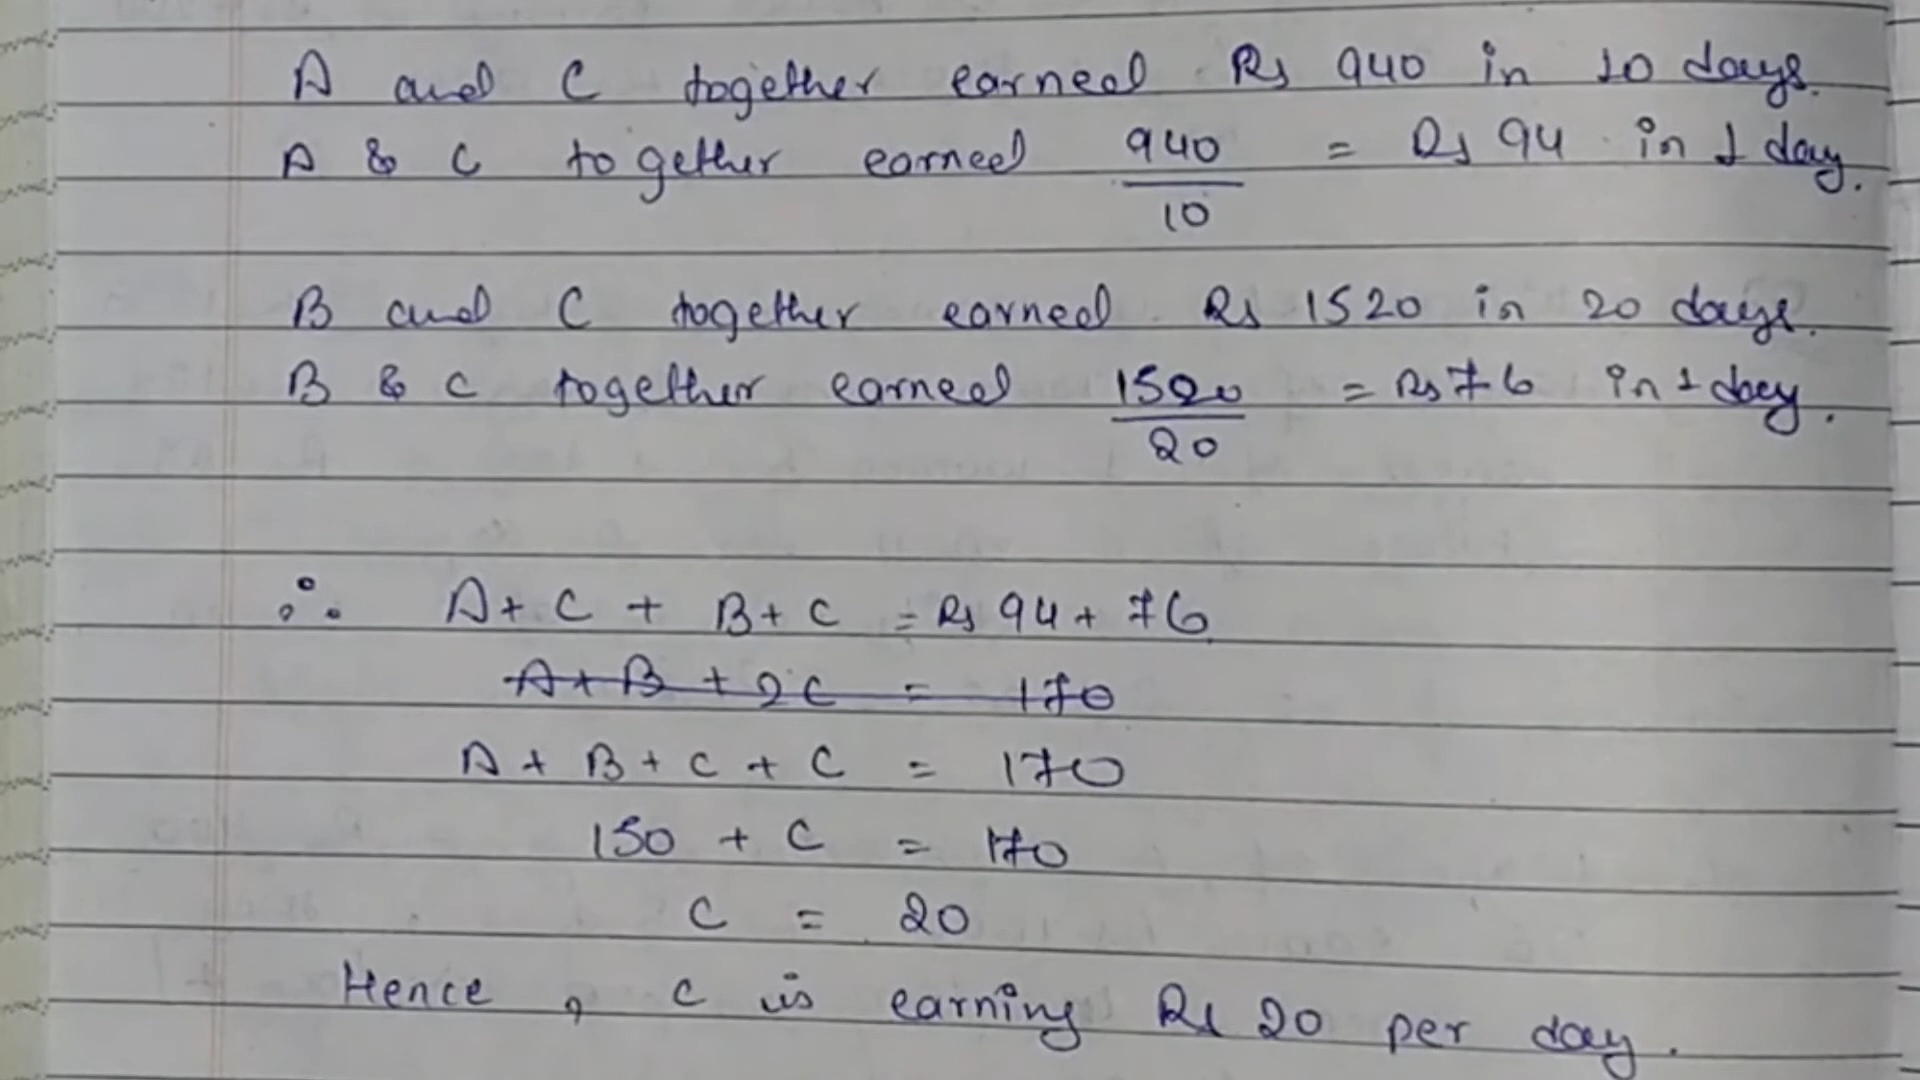 A and C together earned Rs 940 in 10 days.
A & C together earned 940/10 = Rs 94 in 1 day.
B and C together earned Rs 1520 in 20 days.
B & C together earned 1520/20 = Rs 76 in 1 day.
∴ A + C + B + C = Rs 94 + 76
A + B + 2C = 170
A + B + C + C = 170
150 + C = 170
C = 20
Hence, C is earning Rs 20 per day.